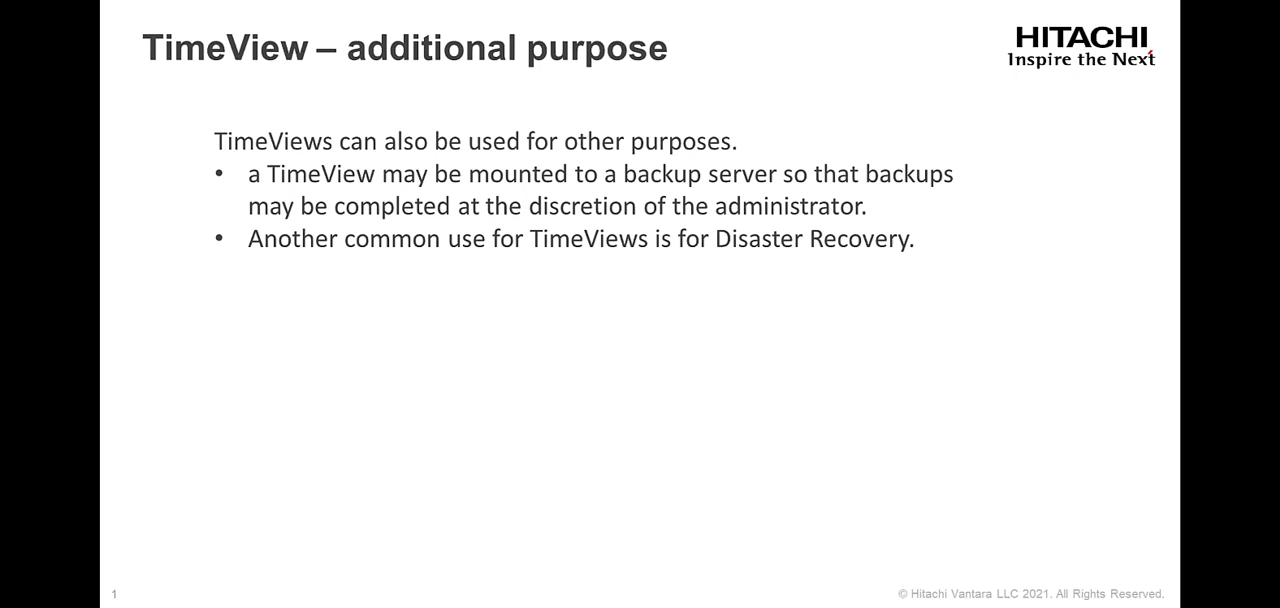 TimeView – additional purpose
HITACHI
Inspire the Next
TimeViews can also be used for other purposes.
• a TimeView may be mounted to a backup server so that backups
may be completed at the discretion of the administrator.
• Another common use for TimeViews is for Disaster Recovery.
1
© Hitachi Vantara LLC 2021. All Rights Reserved.